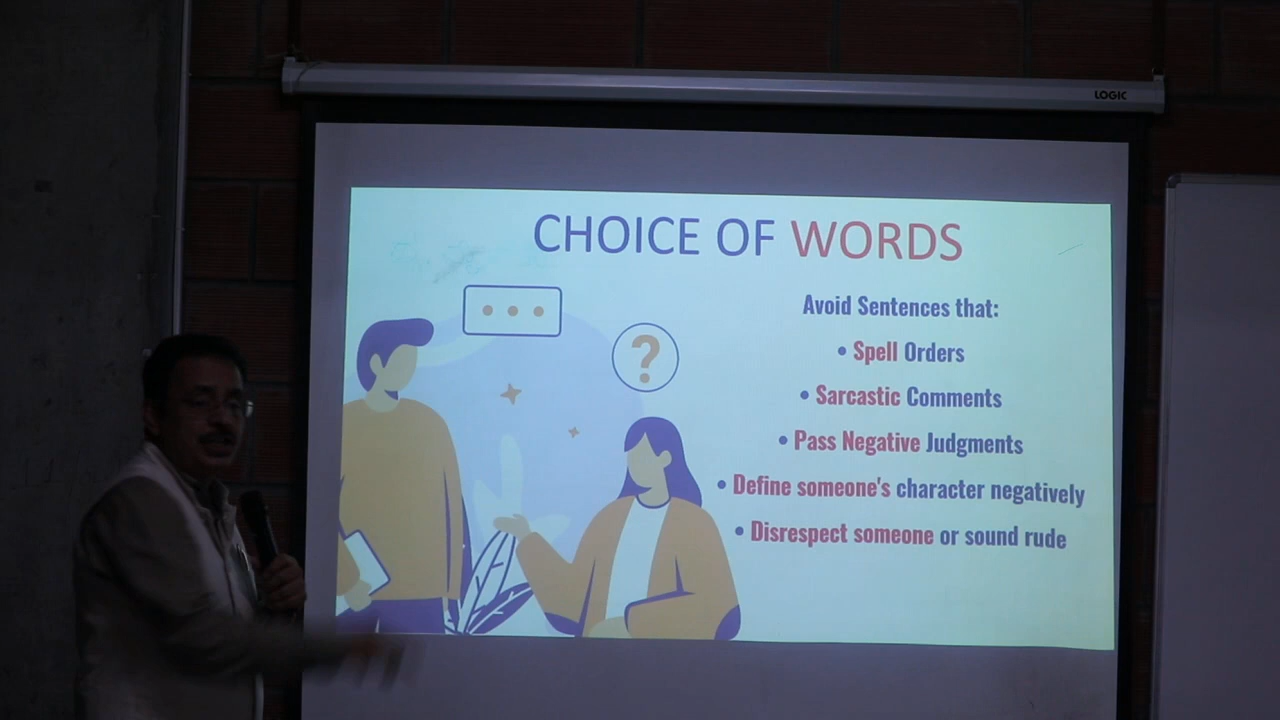 LOGIC
CHOICE OF WORDS
Avoid Sentences that:
• Spell Orders
• Sarcastic Comments
• Pass Negative Judgments
• Define someone's character negatively
• Disrespect someone or sound rude
?